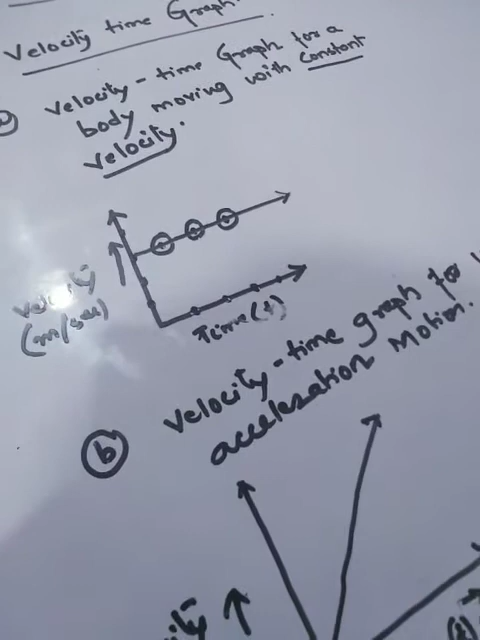 Velocity time Graph.
a velocity - time Graph for a
body moving with constant
velocity.
velocity
(m/sec)
Time(t)
b velocity - time graph for
acceleration Motion.
(t)